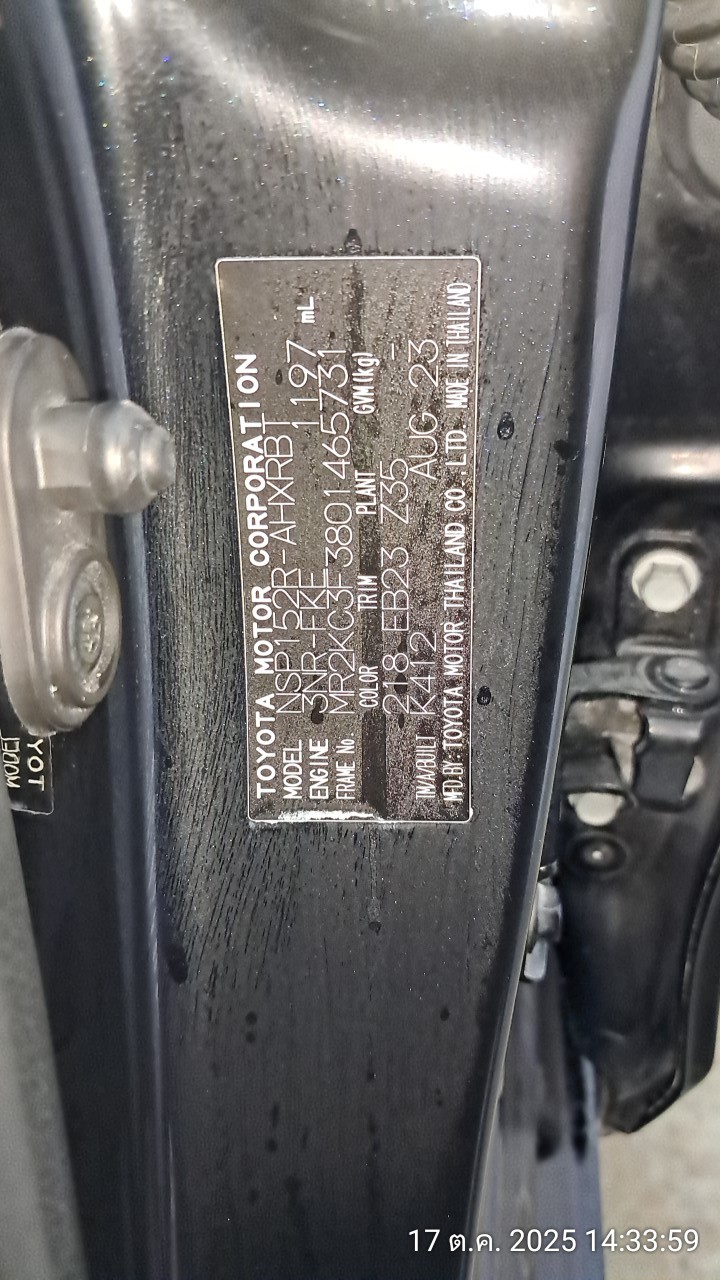 TOYOTA MOTOR CORPORATION
MODEL NSP152R-AHXRBT
ENGINE 3NR-FKE 1197 mL
FRAME No. MR2KC3F3801465731
COLOR TRIM PLANT GVM(kg)
218 EB23 Z35 -
K412
TMA/BUILT AUG 23
MFD.BY: TOYOTA MOTOR THAILAND CO. LTD. MADE IN THAILAND
17 ต.ค. 2025 14:33:59